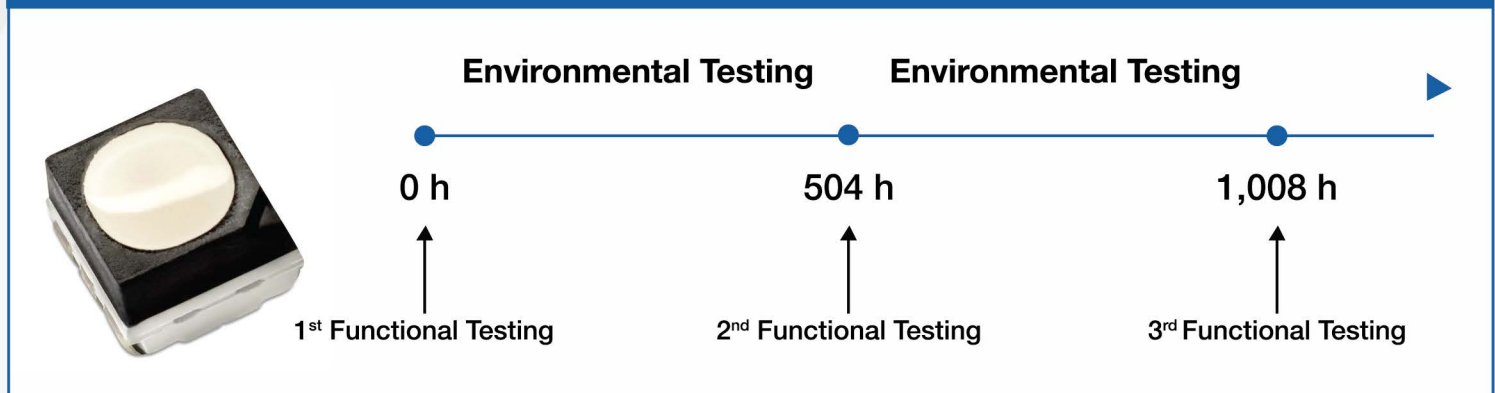 Environmental Testing Environmental Testing
0 h 504 h 1,008 h
1st Functional Testing 2nd Functional Testing 3rd Functional Testing